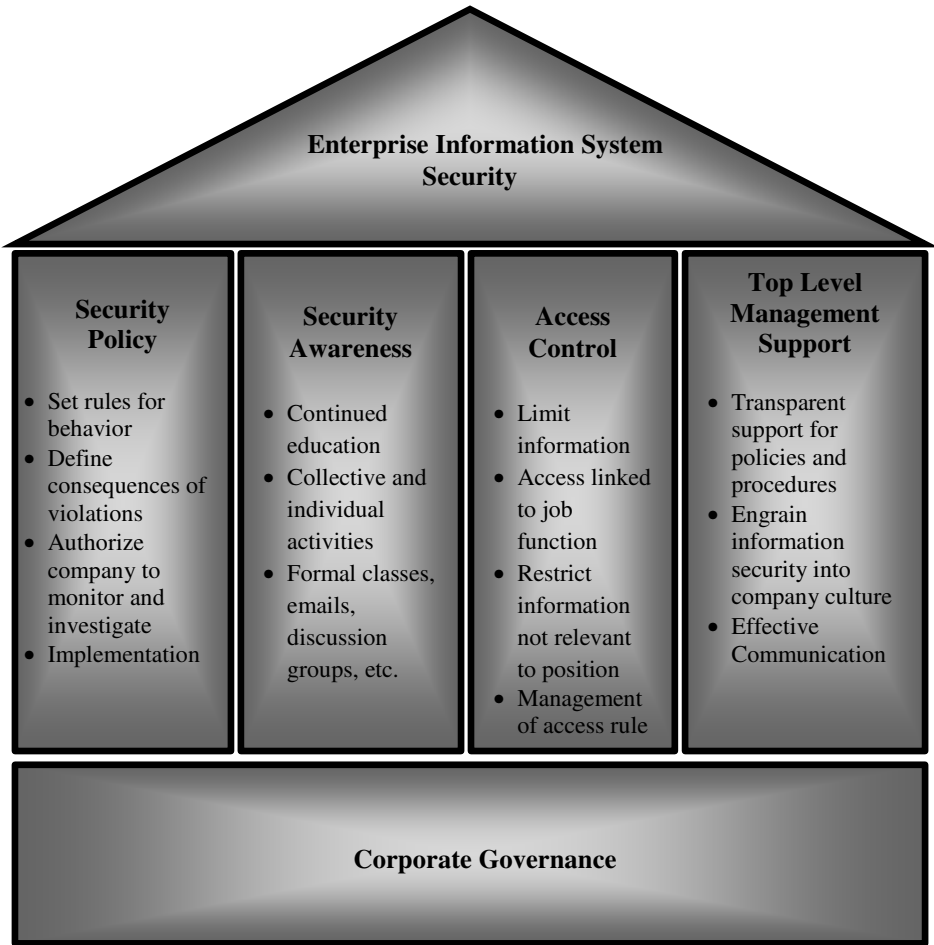 Enterprise Information System
Security
Security
Policy
• Set rules for
behavior
• Define
consequences of
violations
• Authorize
company to
monitor and
investigate
• Implementation
Security
Awareness
• Continued
education
• Collective and
individual
activities
• Formal classes,
emails,
discussion
groups, etc.
Access
Control
• Limit
information
• Access linked
to job
function
• Restrict
information
not relevant
to position
• Management
of access rule
Top Level
Management
Support
• Transparent
support for
policies and
procedures
• Engrain
information
security into
company culture
• Effective
Communication
Corporate Governance